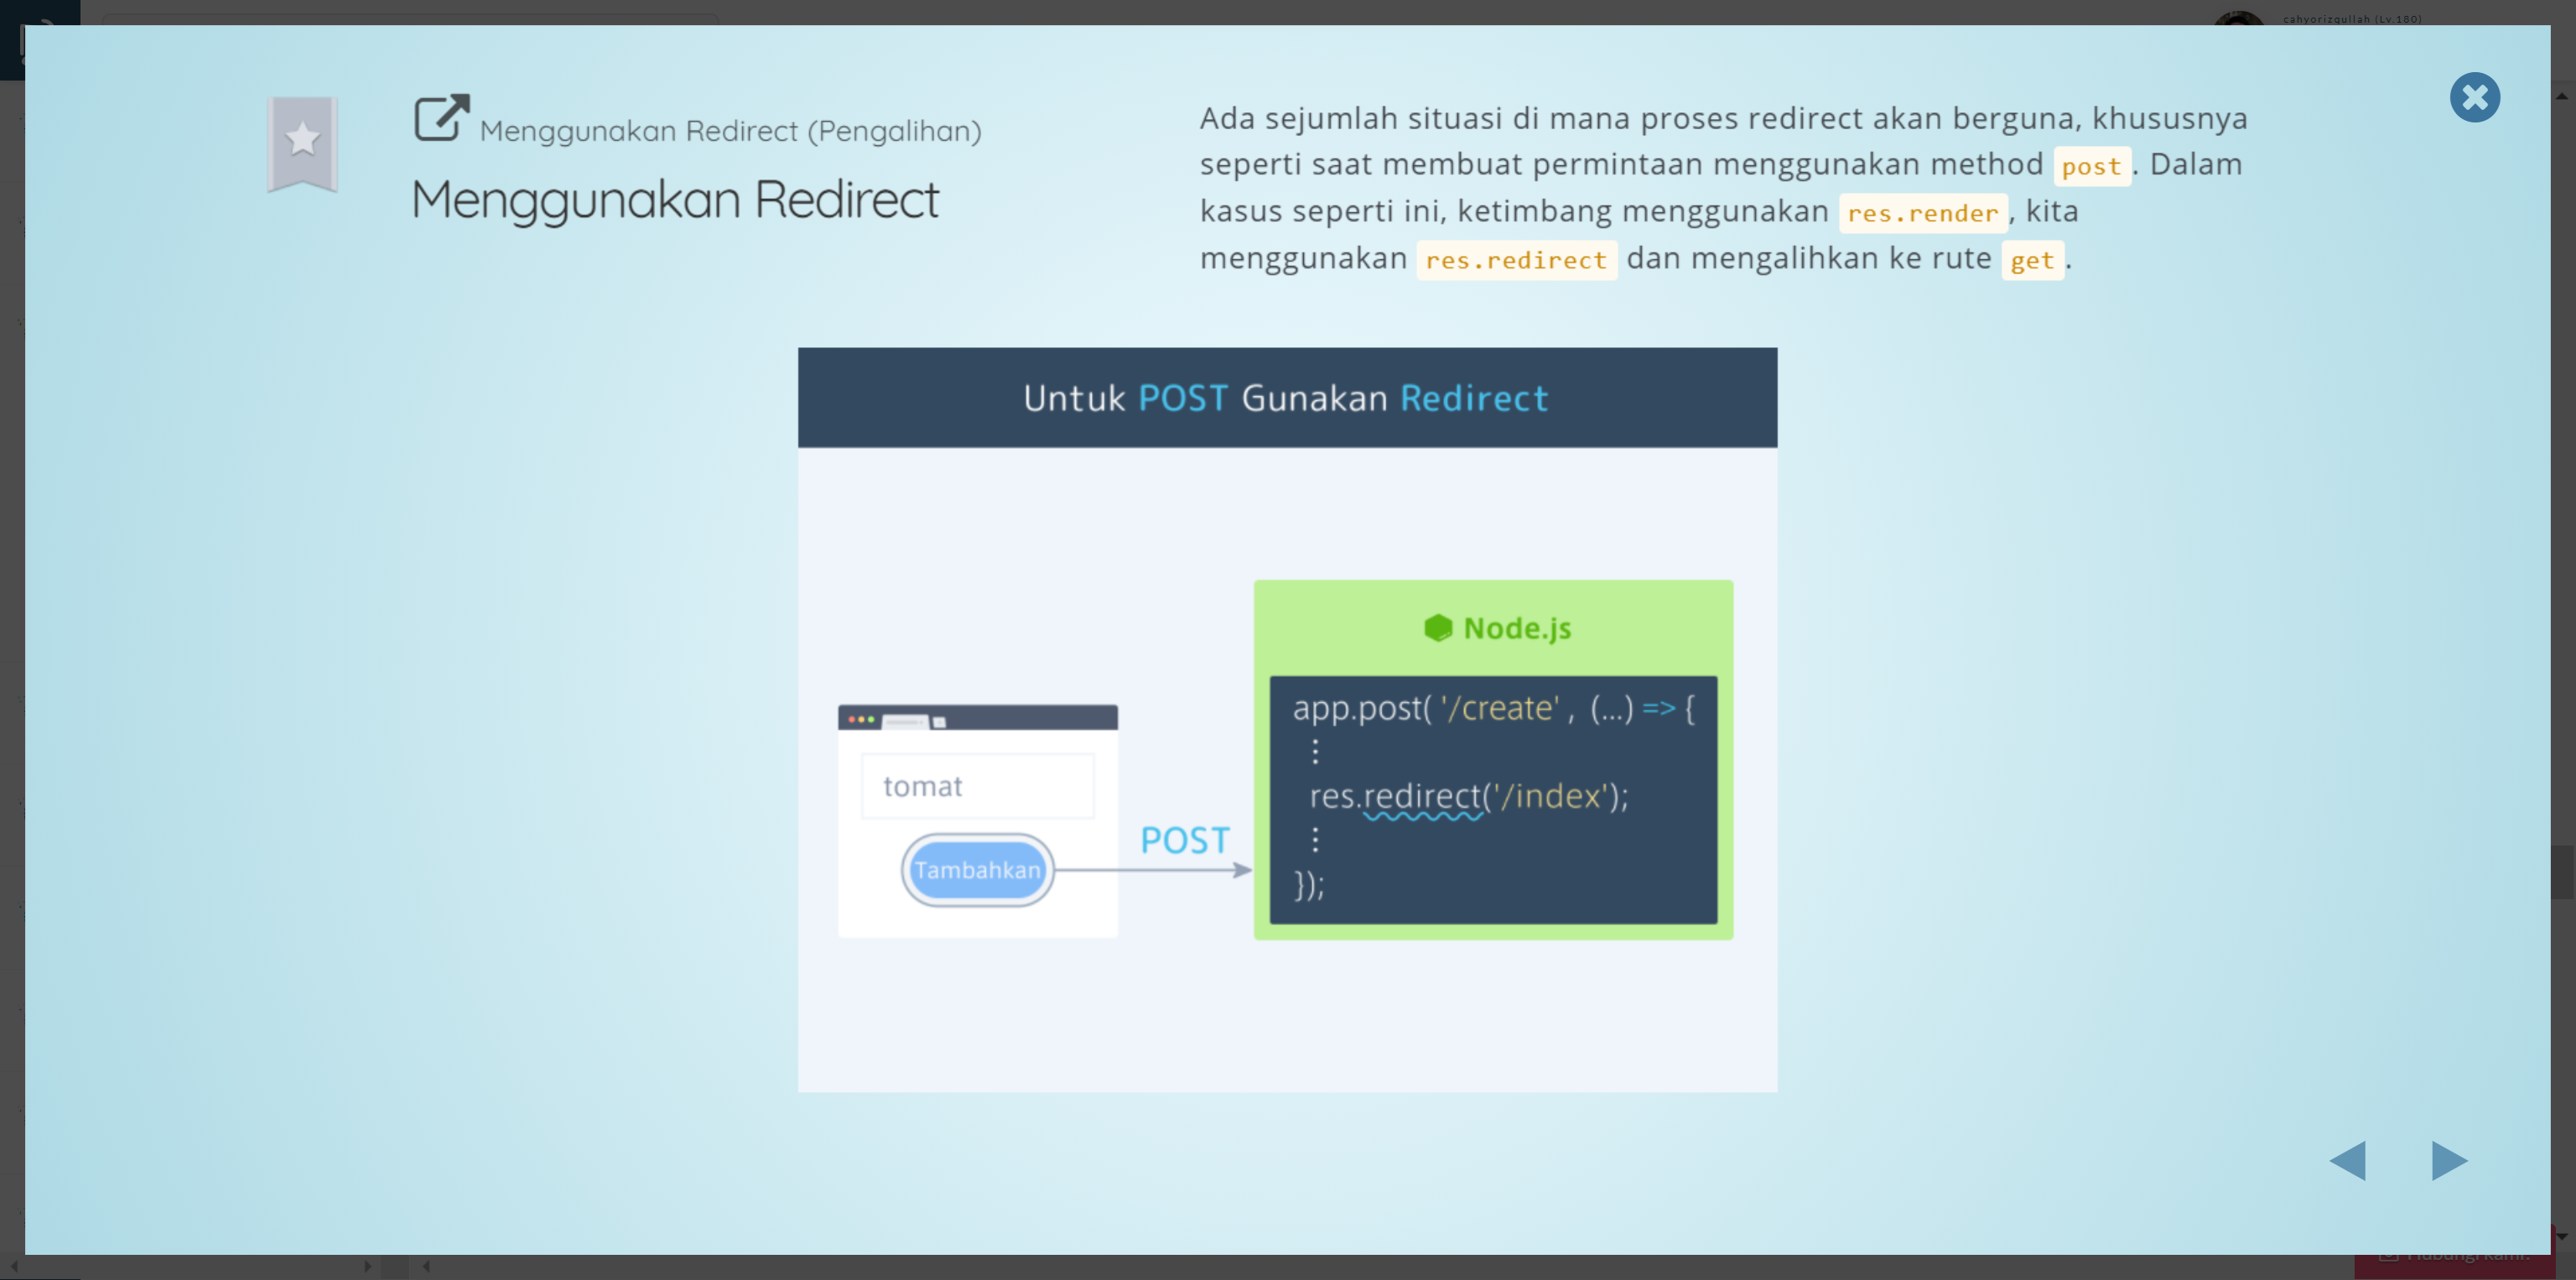 cahyorizqullah (Lv.180)
Menggunakan Redirect (Pengalihan)
Menggunakan Redirect
Ada sejumlah situasi di mana proses redirect akan berguna, khususnya
seperti saat membuat permintaan menggunakan method post. Dalam
kasus seperti ini, ketimbang menggunakan res.render, kita
menggunakan res.redirect dan mengalihkan ke rute get.
Untuk POST Gunakan Redirect
tomat
Tambahkan
POST
Node.js
app.post( '/create' , (...) => {
⋮
res.redirect('/index');
⋮
});
Hubungi kami.